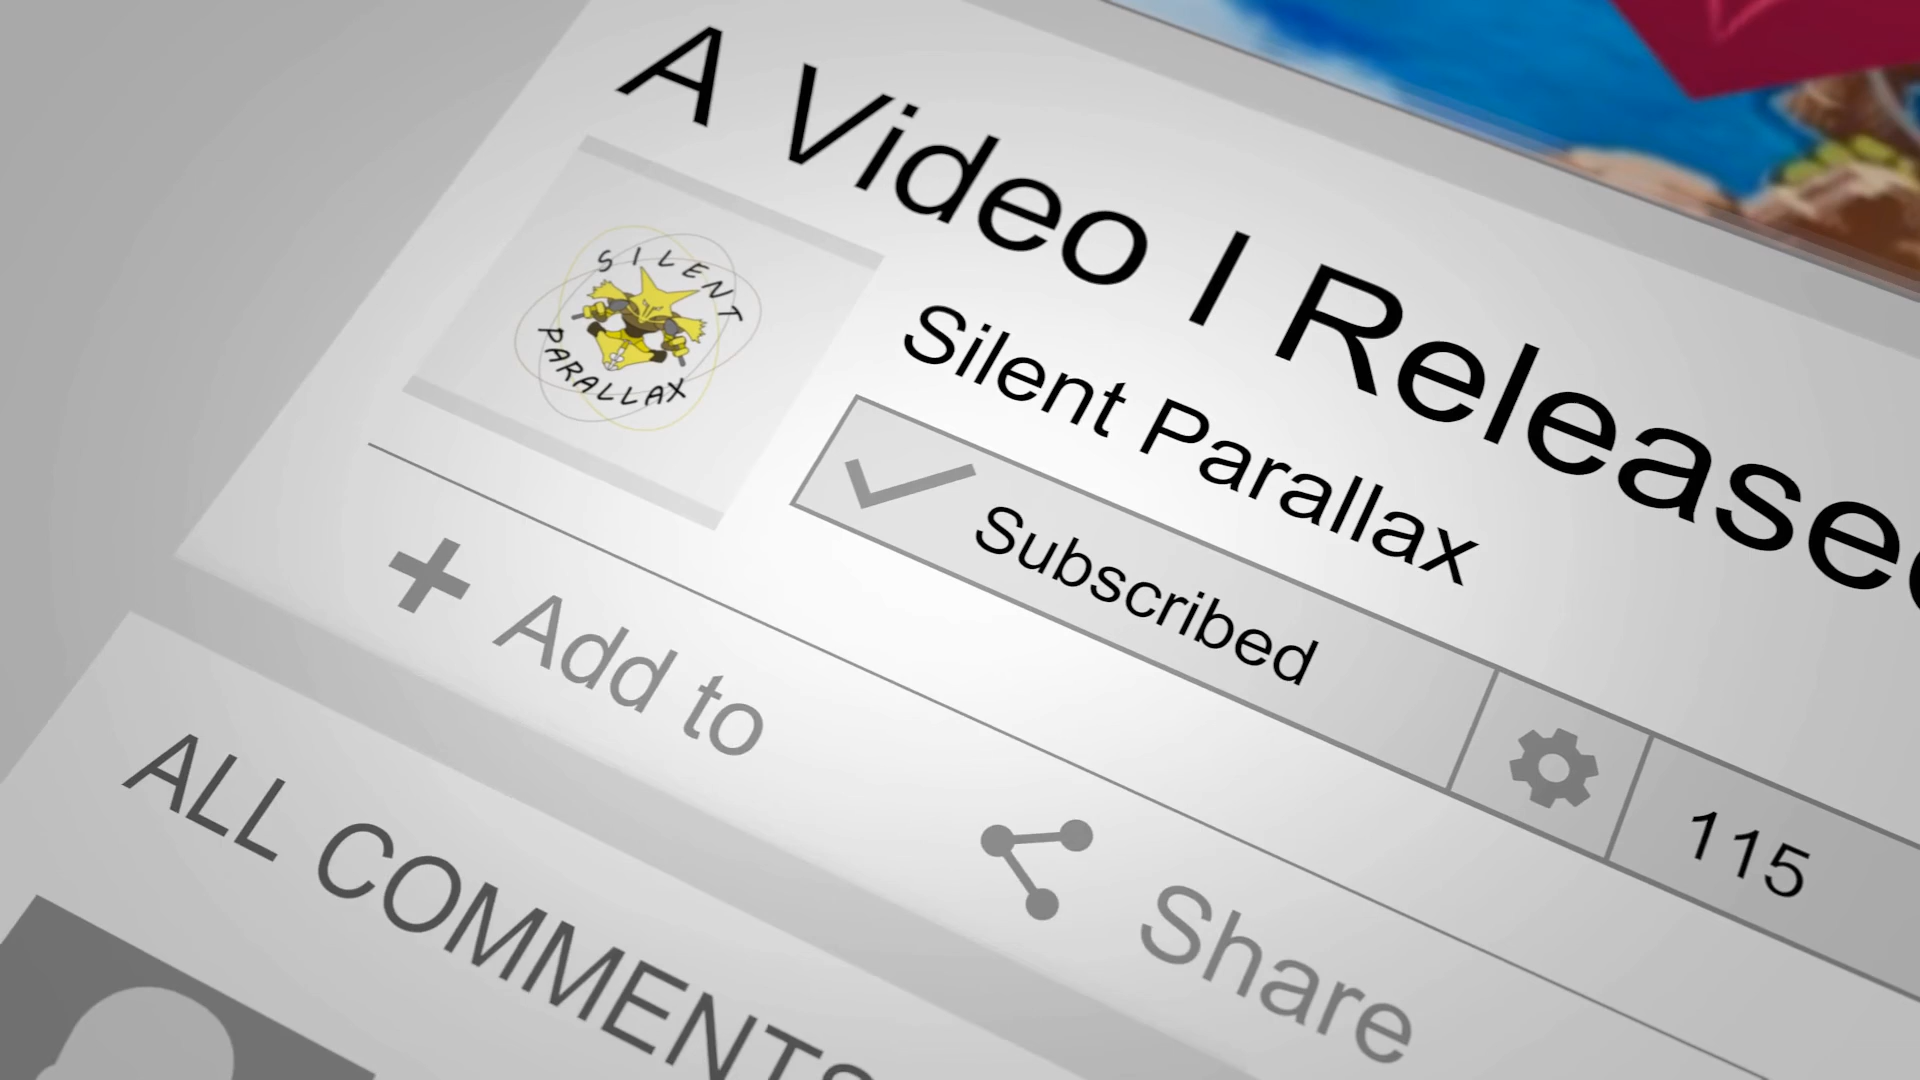 A Video I Release
SILENT
PARALLAX
Silent Parallax
Subscribed
115
Add to
Share
ALL COMMENTS